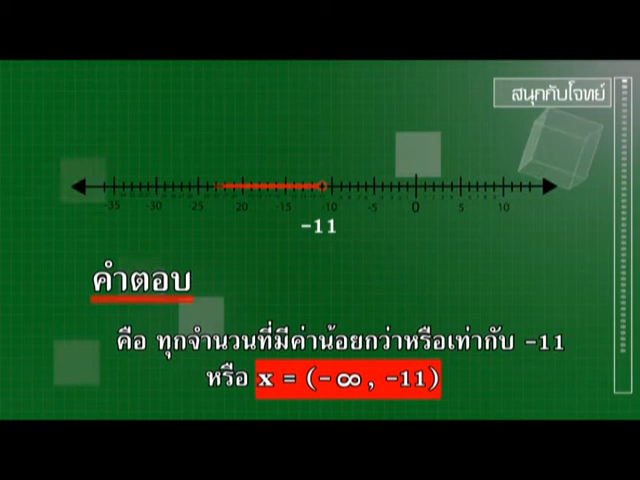 สนุกกับโจทย์
-35 -30 -20 -15 -10 -5 0 5 10
-11
คำตอบ
คือ ทุกจำนวนที่มีค่าน้อยกว่าหรือเท่ากับ -11
หรือ x = (-∞, -11)